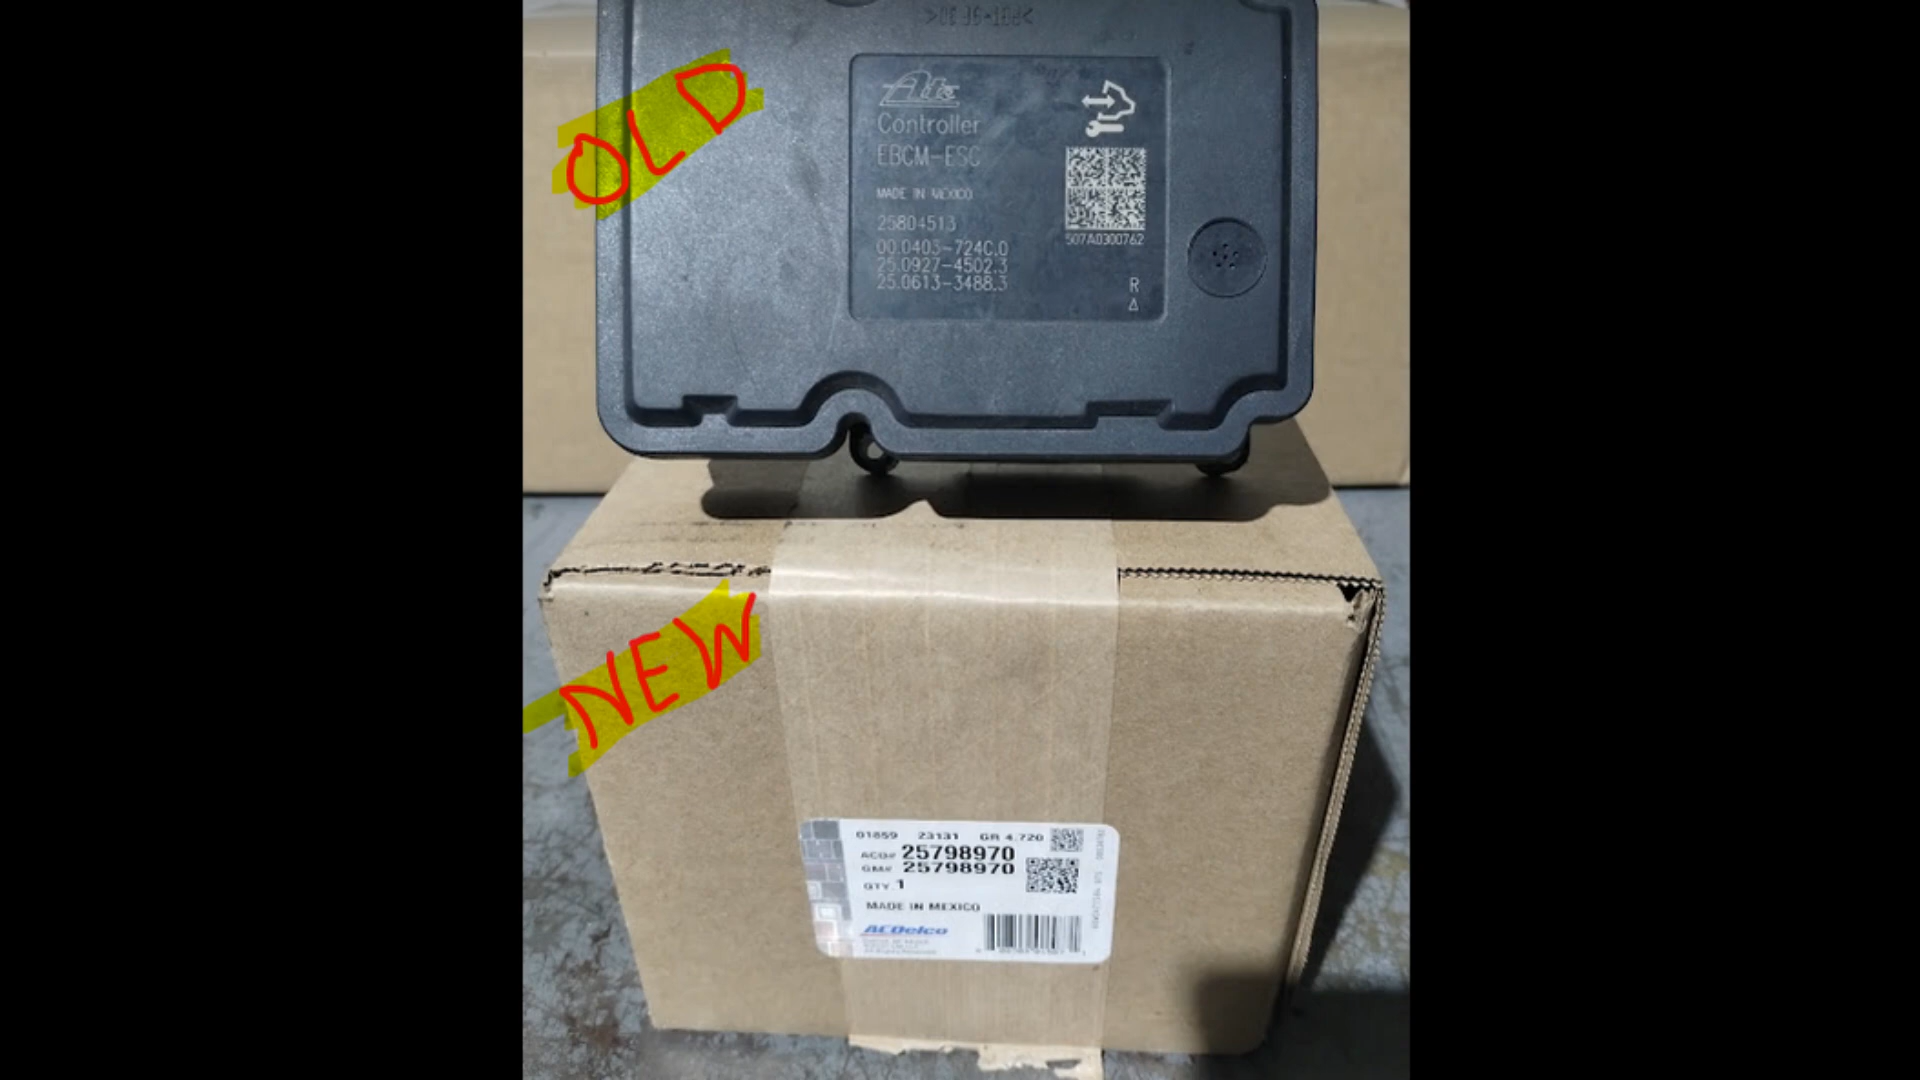 >PBT-GF30<
OLD
Ate
Controller
EBCM-ESC
MADE IN MEXICO
25804513
00.0403-724C.0
25.0927-4502.3
25.0613-3488.3
507A0300762
R
NEW
01859 23131 GR 4.720
ACD# 25798970
GM# 25798970
QTY. 1
MADE IN MEXICO
ACDelco